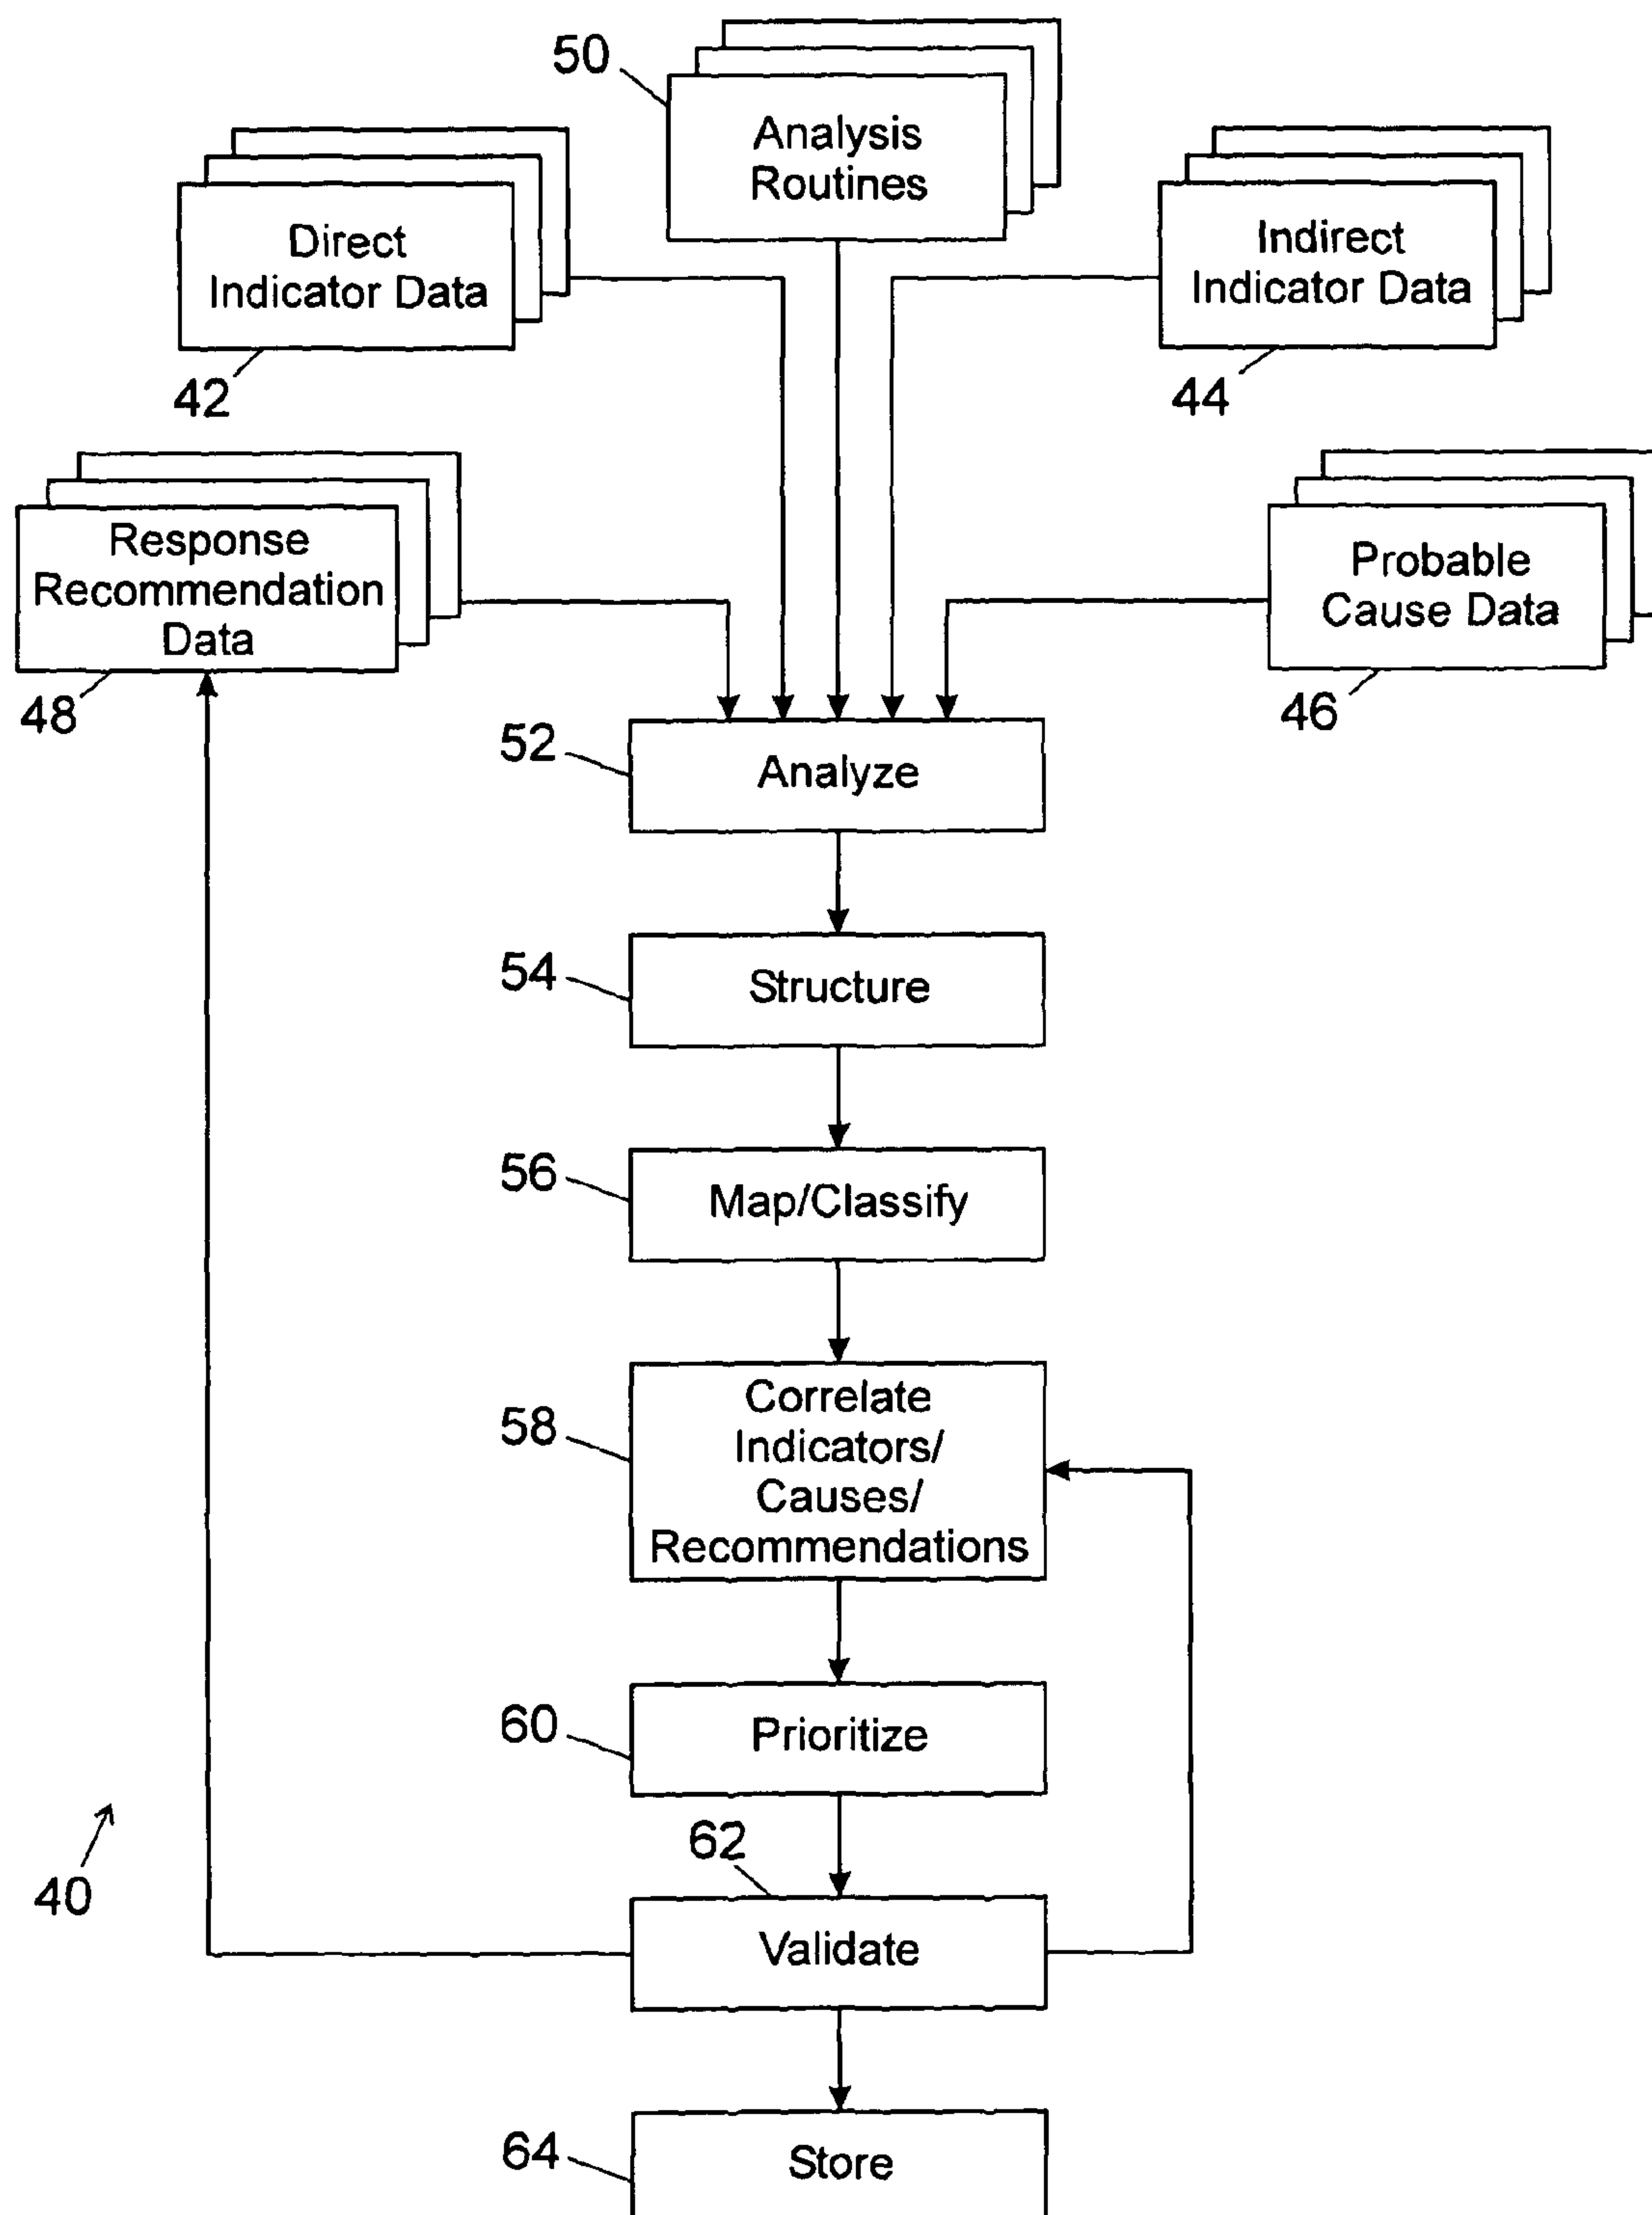 50
Analysis
Routines
Direct
Indicator Data
42
Indirect
Indicator Data
44
Response
Recommendation
Data
48
Probable
Cause Data
46
52
Analyze
54
Structure
56
Map/Classify
58
Correlate
Indicators/
Causes/
Recommendations
60
Prioritize
40
62
Validate
64
Store